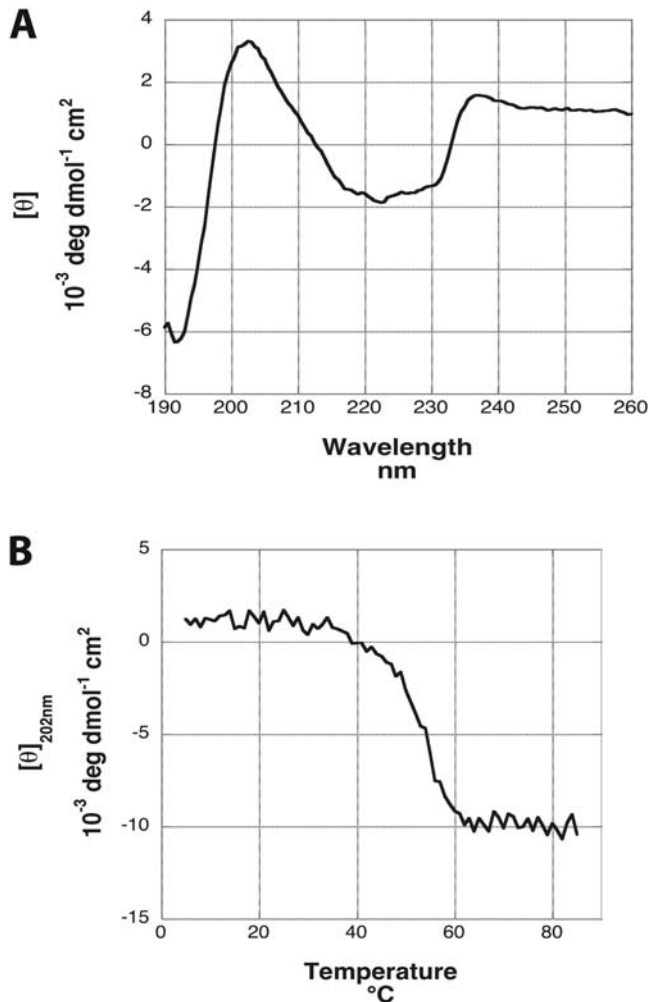 A
4
2
0
-2
-4
-6
-8
[θ]
10⁻³ deg dmol⁻¹ cm²
190 200 210 220 230 240 250 260
Wavelength
nm
B
5
0
-5
-10
-15
[θ]₂₀₂ₙₘ
10⁻³ deg dmol⁻¹ cm²
0 20 40 60 80
Temperature
°C